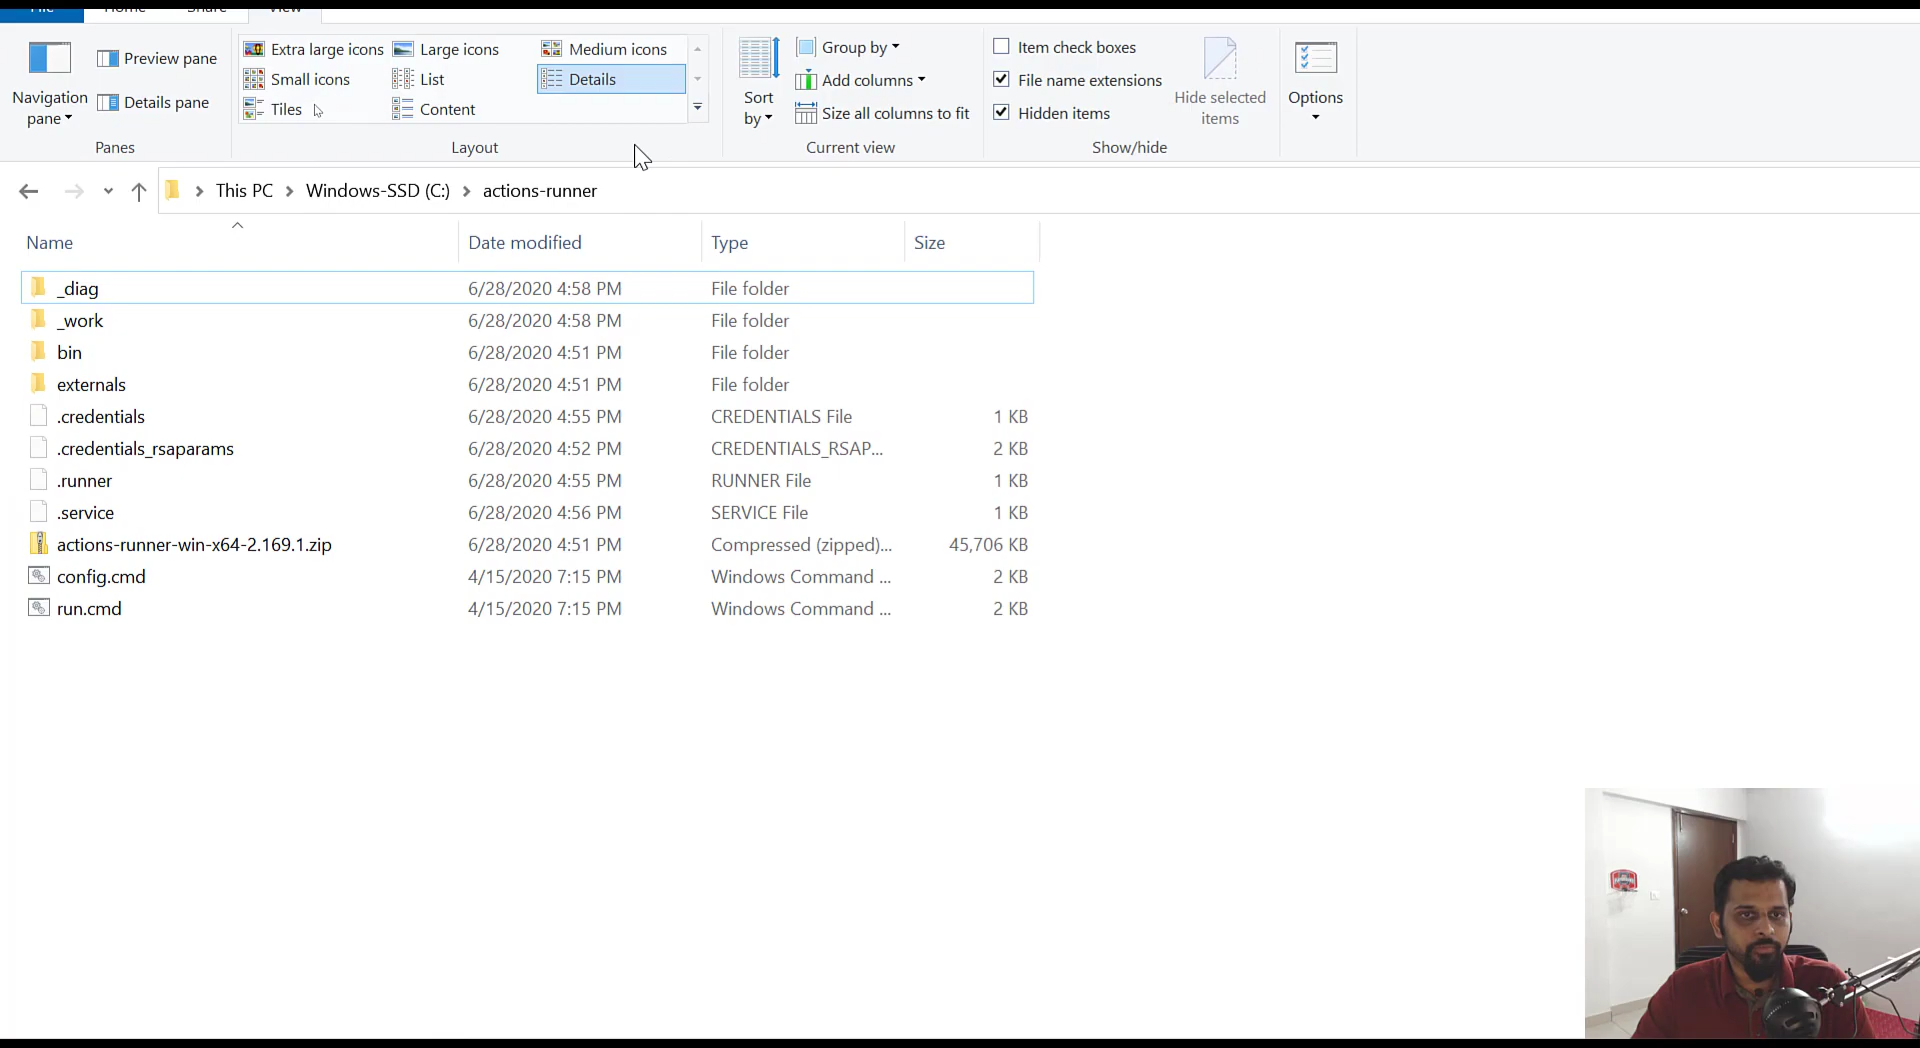 File Home Share View
Preview pane
Details pane
Navigation
pane
Panes
Extra large icons Large icons Medium icons
Small icons List Details
Tiles Content
Layout
Sort
by
Group by
Add columns
Size all columns to fit
Current view
Item check boxes
File name extensions
Hidden items
Hide selected
items
Show/hide
Options
This PC Windows-SSD (C:) actions-runner
Name Date modified Type Size
_diag 6/28/2020 4:58 PM File folder
_work 6/28/2020 4:58 PM File folder
bin 6/28/2020 4:51 PM File folder
externals 6/28/2020 4:51 PM File folder
.credentials 6/28/2020 4:55 PM CREDENTIALS File 1 KB
.credentials_rsaparams 6/28/2020 4:52 PM CREDENTIALS_RSAP... 2 KB
.runner 6/28/2020 4:55 PM RUNNER File 1 KB
.service 6/28/2020 4:56 PM SERVICE File 1 KB
actions-runner-win-x64-2.169.1.zip 6/28/2020 4:51 PM Compressed (zipped)... 45,706 KB
config.cmd 4/15/2020 7:15 PM Windows Command ... 2 KB
run.cmd 4/15/2020 7:15 PM Windows Command ... 2 KB